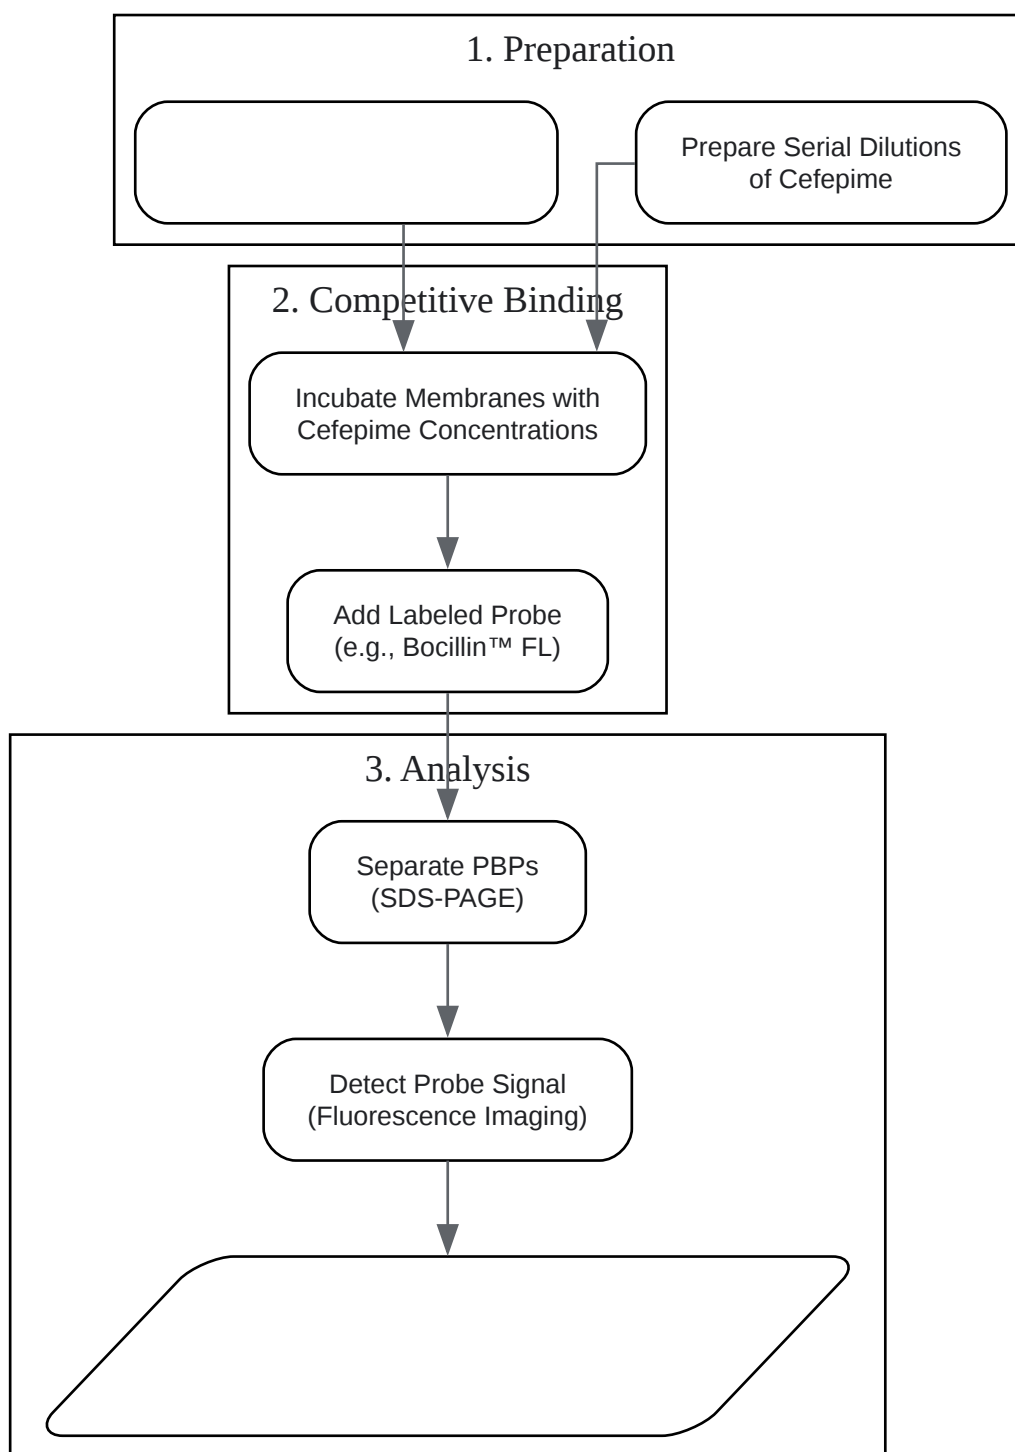 1. Preparation
Prepare Serial Dilutions
of Cefepime
2. Competitive Binding
Incubate Membranes with
Cefepime Concentrations
Add Labeled Probe
(e.g., Bocillin™ FL)
3. Analysis
Separate PBPs
(SDS-PAGE)
Detect Probe Signal
(Fluorescence Imaging)